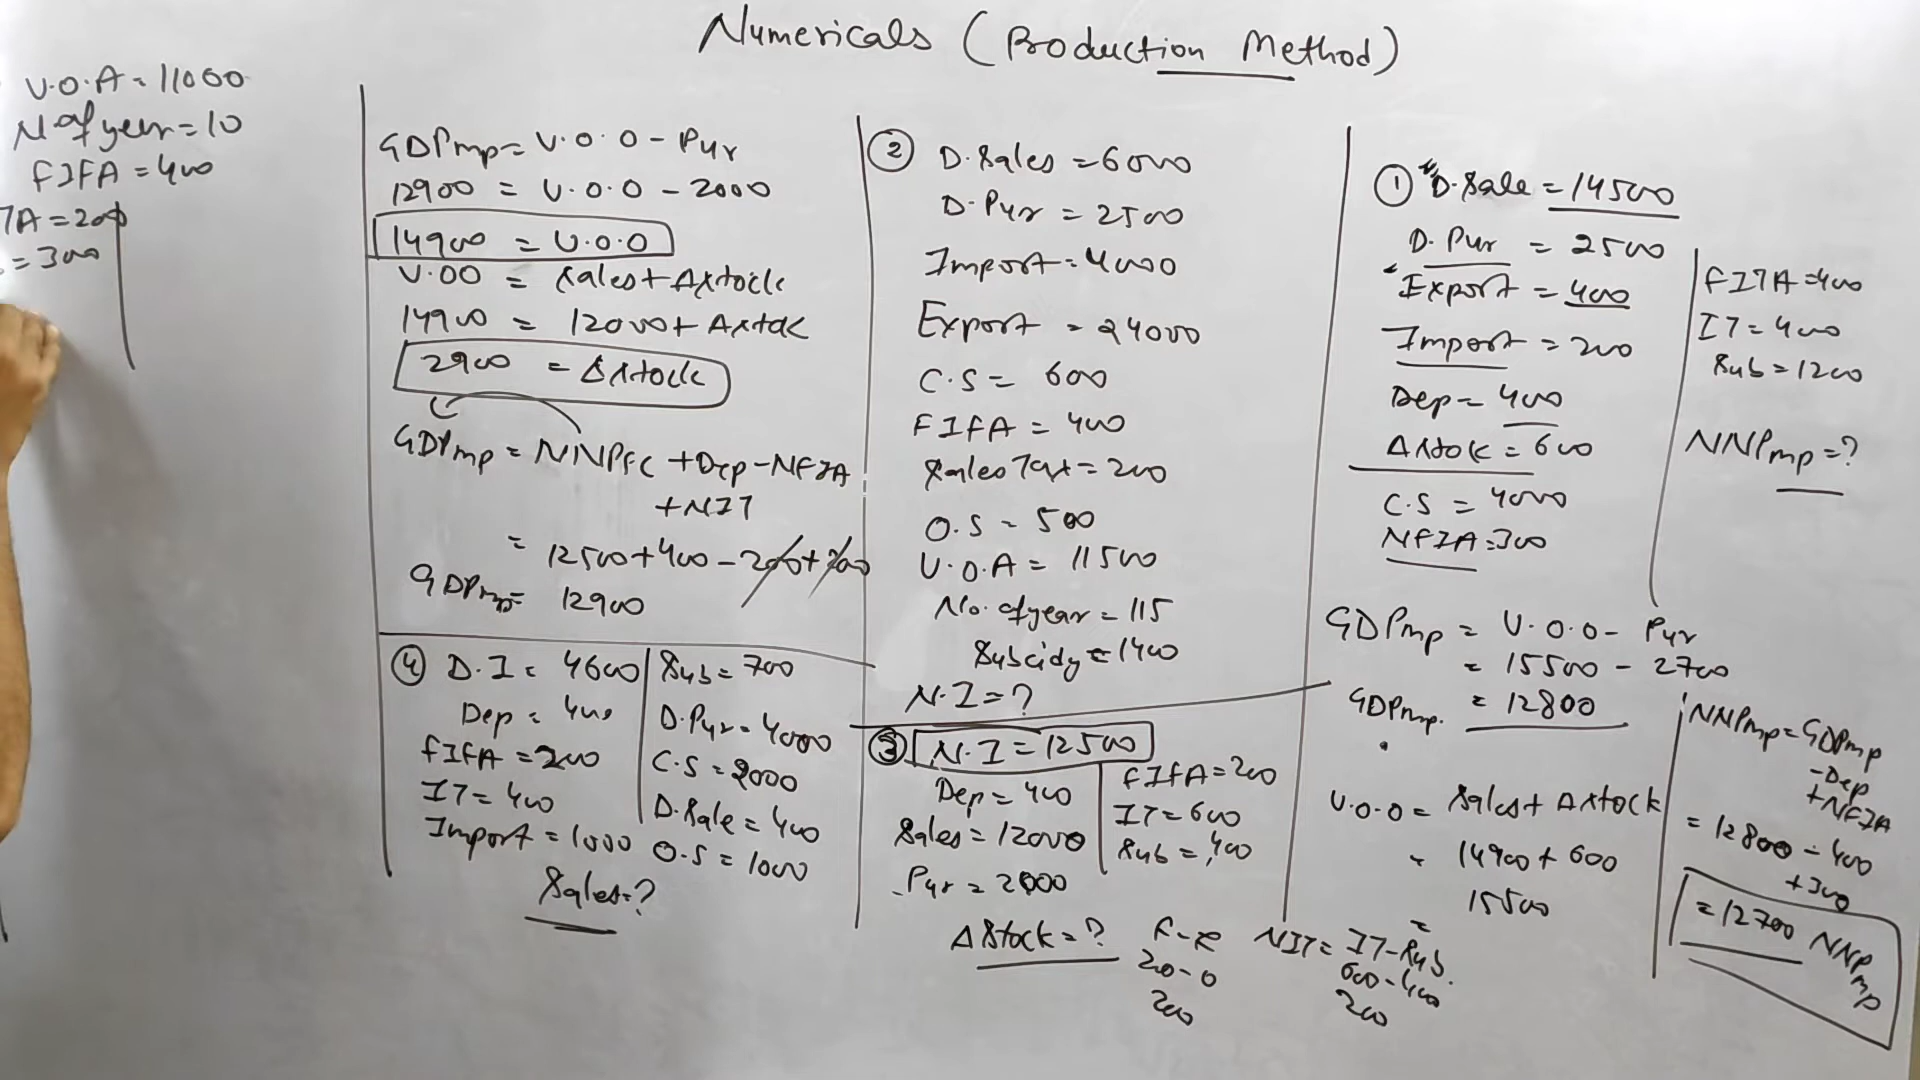 Numericals (Production Method)
V.O.A = 11000
N of year = 10
FIFA = 400
TA = 200
= 300
GDPmp = V.O.O - Pur
12900 = V.O.O - 2000
14900 = V.O.O
V.OO = Sales + Δstock
14900 = 12000 + Δstock
2900 = Δstock
GDPmp = NNPFC + Dep - NFIA
+ NIT
= 12500 + 400 - 200 + 200
GDPmp = 12900
④ D.I = 4600
Dep = 400
FIFA = 200
IT = 400
Import = 1000
Sub = 700
D.Pur = 4000
C.S = 2000
D.Sale = 400
O.S = 1000
Sales = ?
② D.Sales = 6000
D.Pur = 2500
Import = 4000
Export = 24000
C.S = 600
FIFA = 400
Sales Tax = 200
O.S = 500
V.O.A = 11500
No. of year = 115
Subcidy = 1400
N.I = ?
③ N.I = 12500
Dep = 400
Sales = 12000
Pur = 2000
FIFA = 200
IT = 600
Sub = 400
Δ Stock = ?
200 - 0
200
NIT = IT - Sub.
600 - 400
200
① "D.Sale = 14500
D.Pur = 2500
Export = 400
Import = 200
Dep = 400
Δstock = 600
C.S = 4000
NFIA = 300
FITA = 400
IT = 400
Sub = 1200
NNPmp = ?
GDPmp = V.O.O - Pur
= 15500 - 2700
GDPmp. = 12800
V.O.O = Sales + Δstock
= 14900 + 600
= 15500
NNPmp = GDPmp
- Dep
+ NFIA
= 12800 - 400
+ 300
= 12700 NNPmp